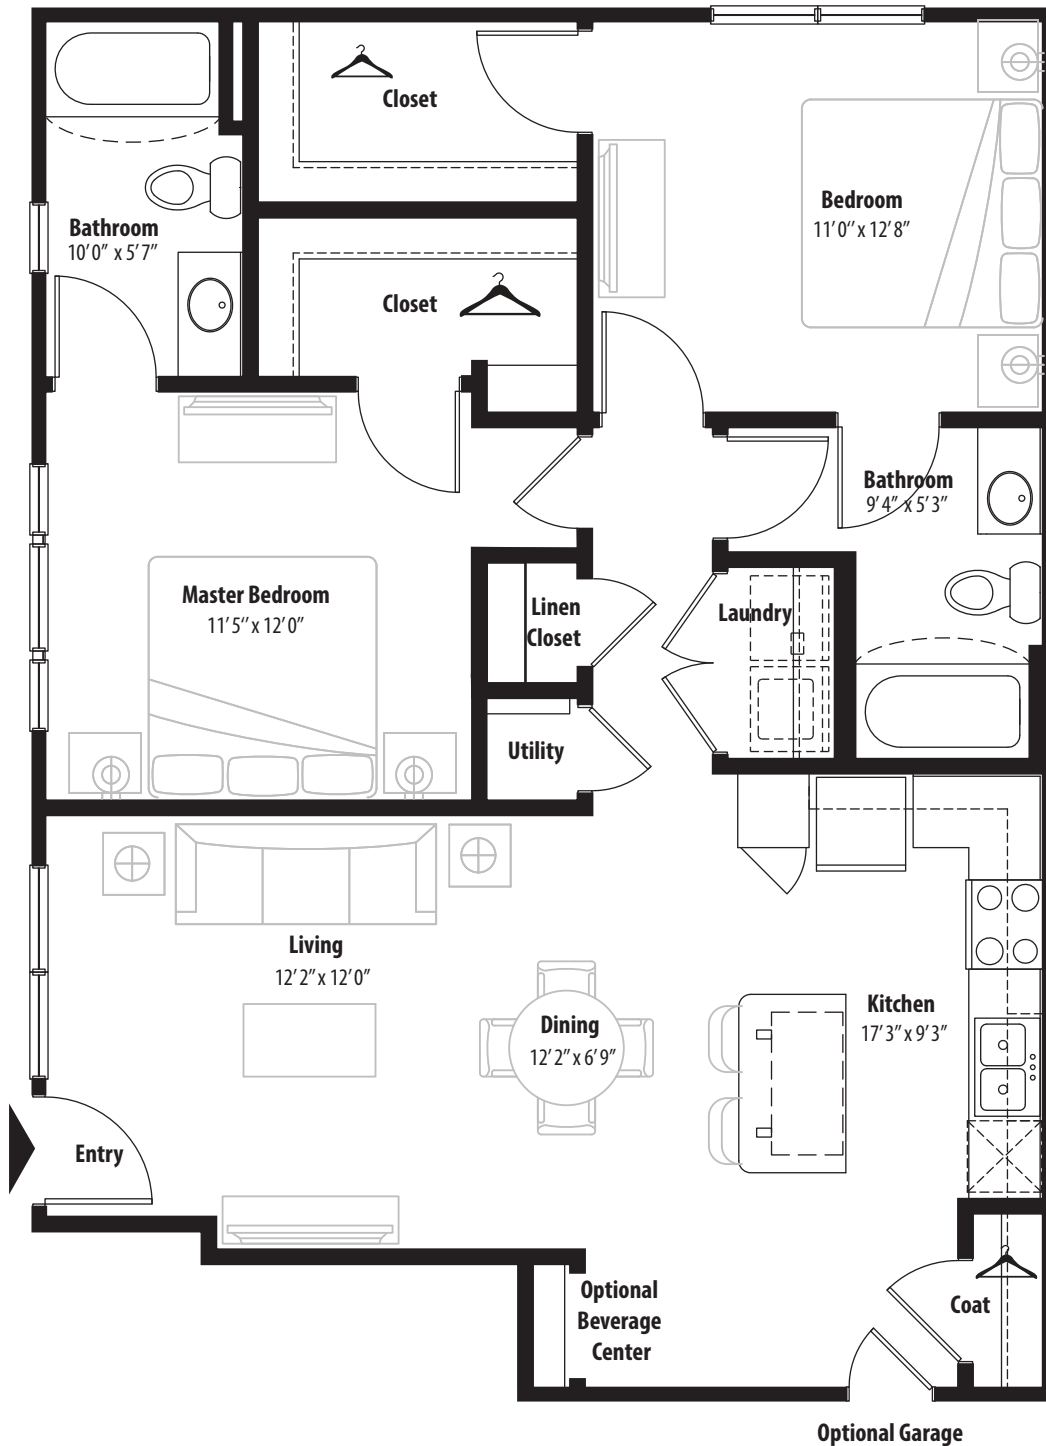 Closet
Bedroom
11'0" x 12'8"
Bathroom
10'0" x 5'7"
Closet
Bathroom
9'4" x 5'3"
Master Bedroom
11'5" x 12'0"
Linen
Closet
Laundry
Utility
Living
12'2" x 12'0"
Dining
12'2" x 6'9"
Kitchen
17'3" x 9'3"
Entry
Optional
Beverage
Center
Coat
Optional Garage